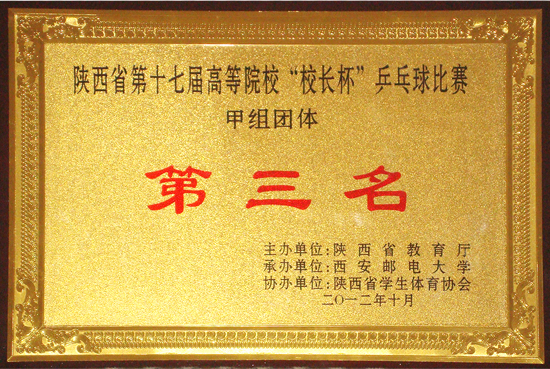 陕西省第十七届高等院校“校长杯”乒乓球比赛
甲组团体
第三名
主办单位:陕西省教育厅
承办单位:西安邮电大学
协办单位:陕西省学生体育协会
二〇一二年十月